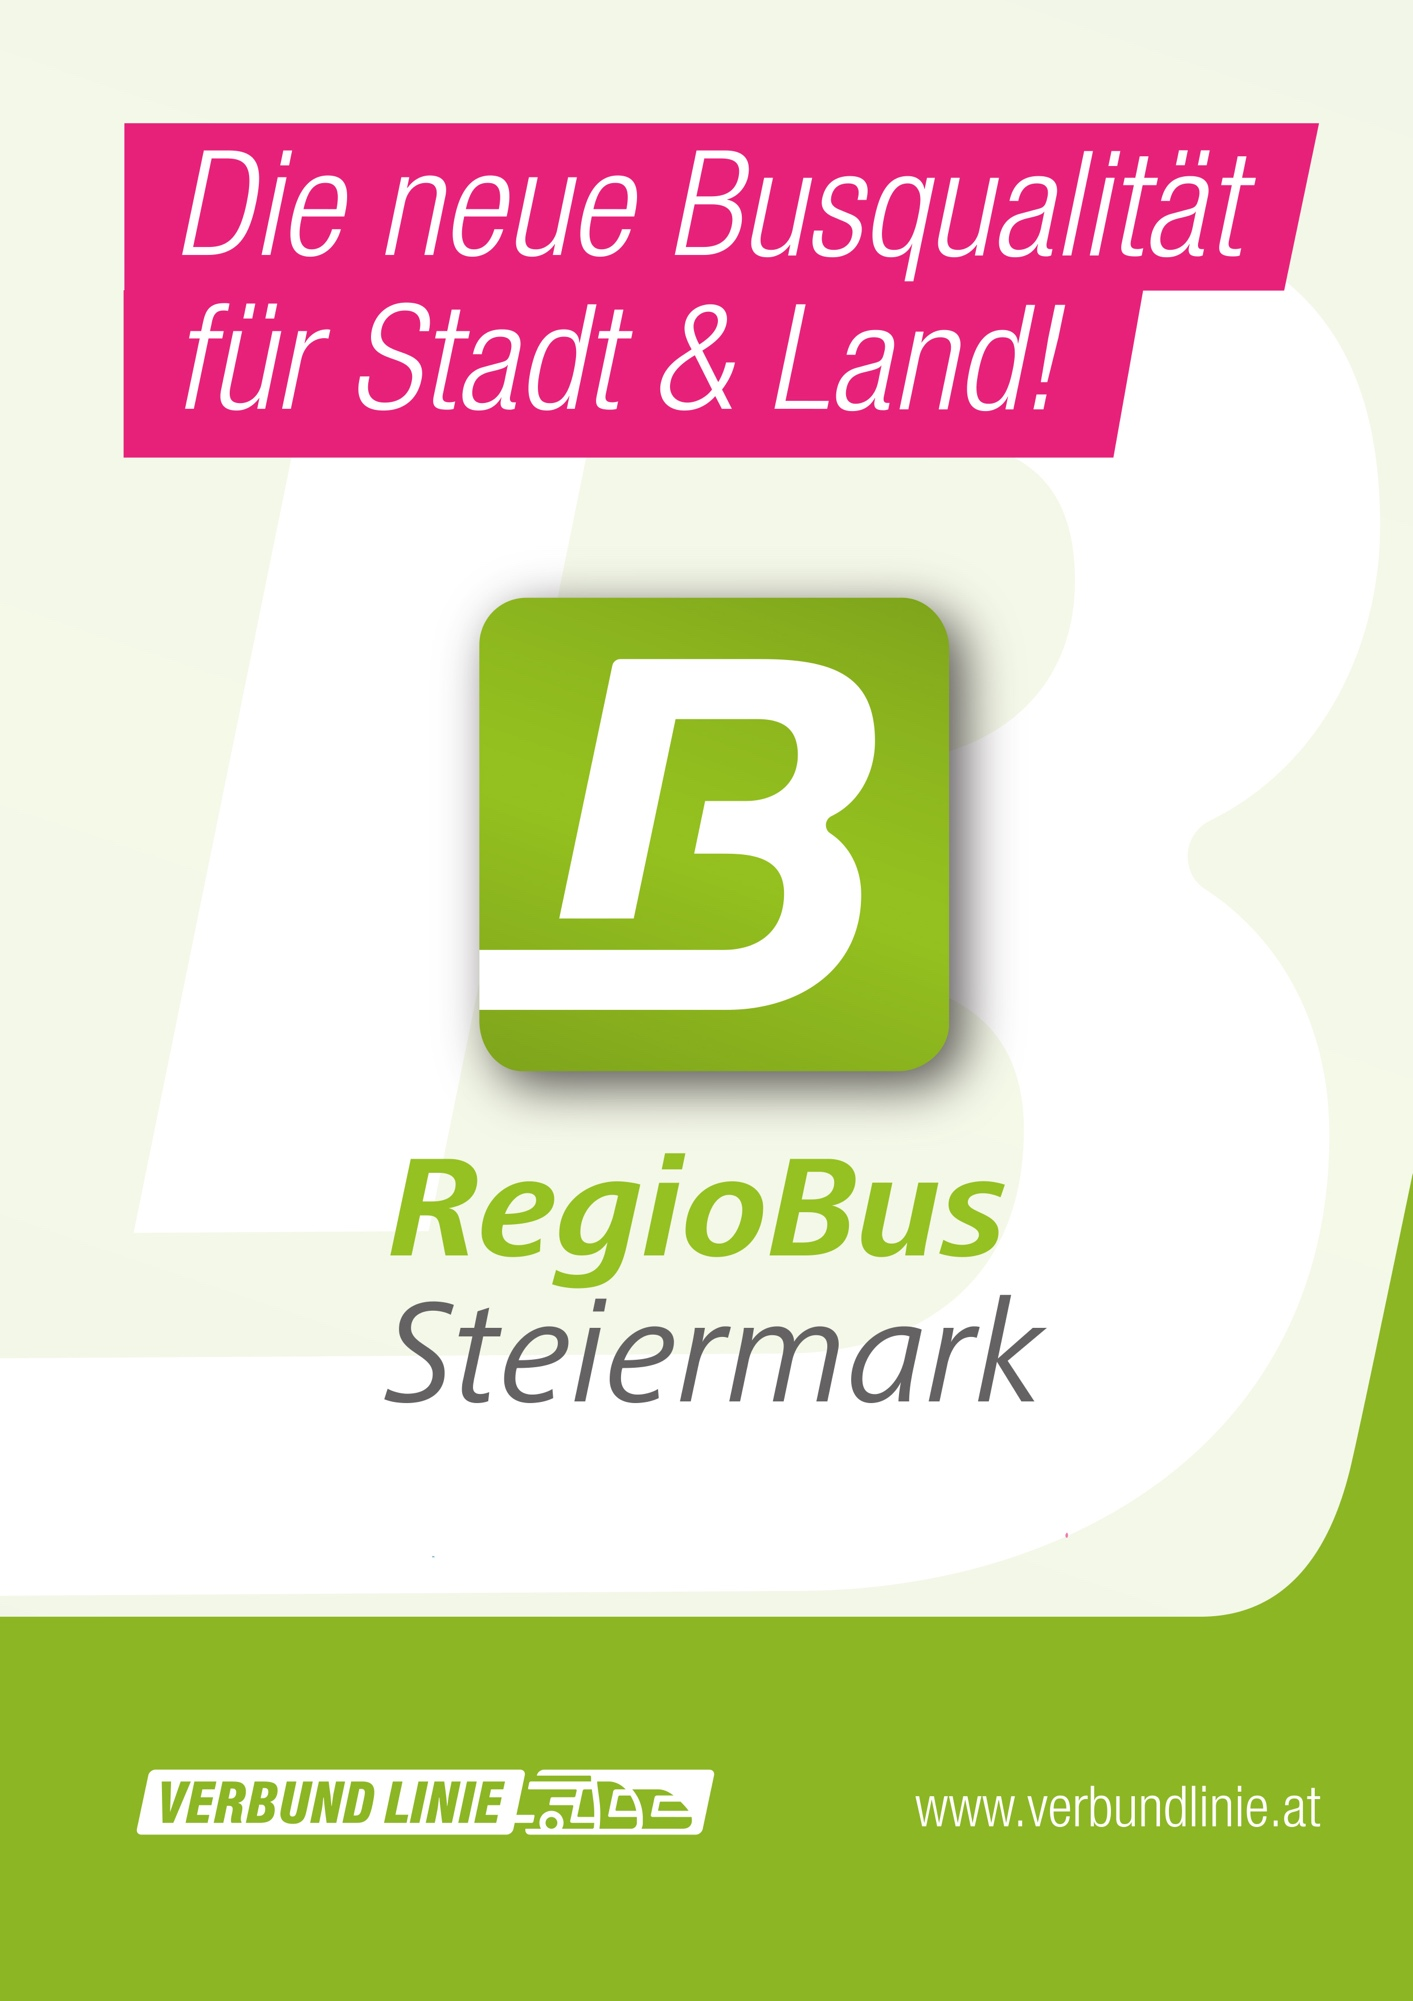 Die neue Busqualität
für Stadt & Land!
B
RegioBus
Steiermark
VERBUND LINIE
www.verbundlinie.at